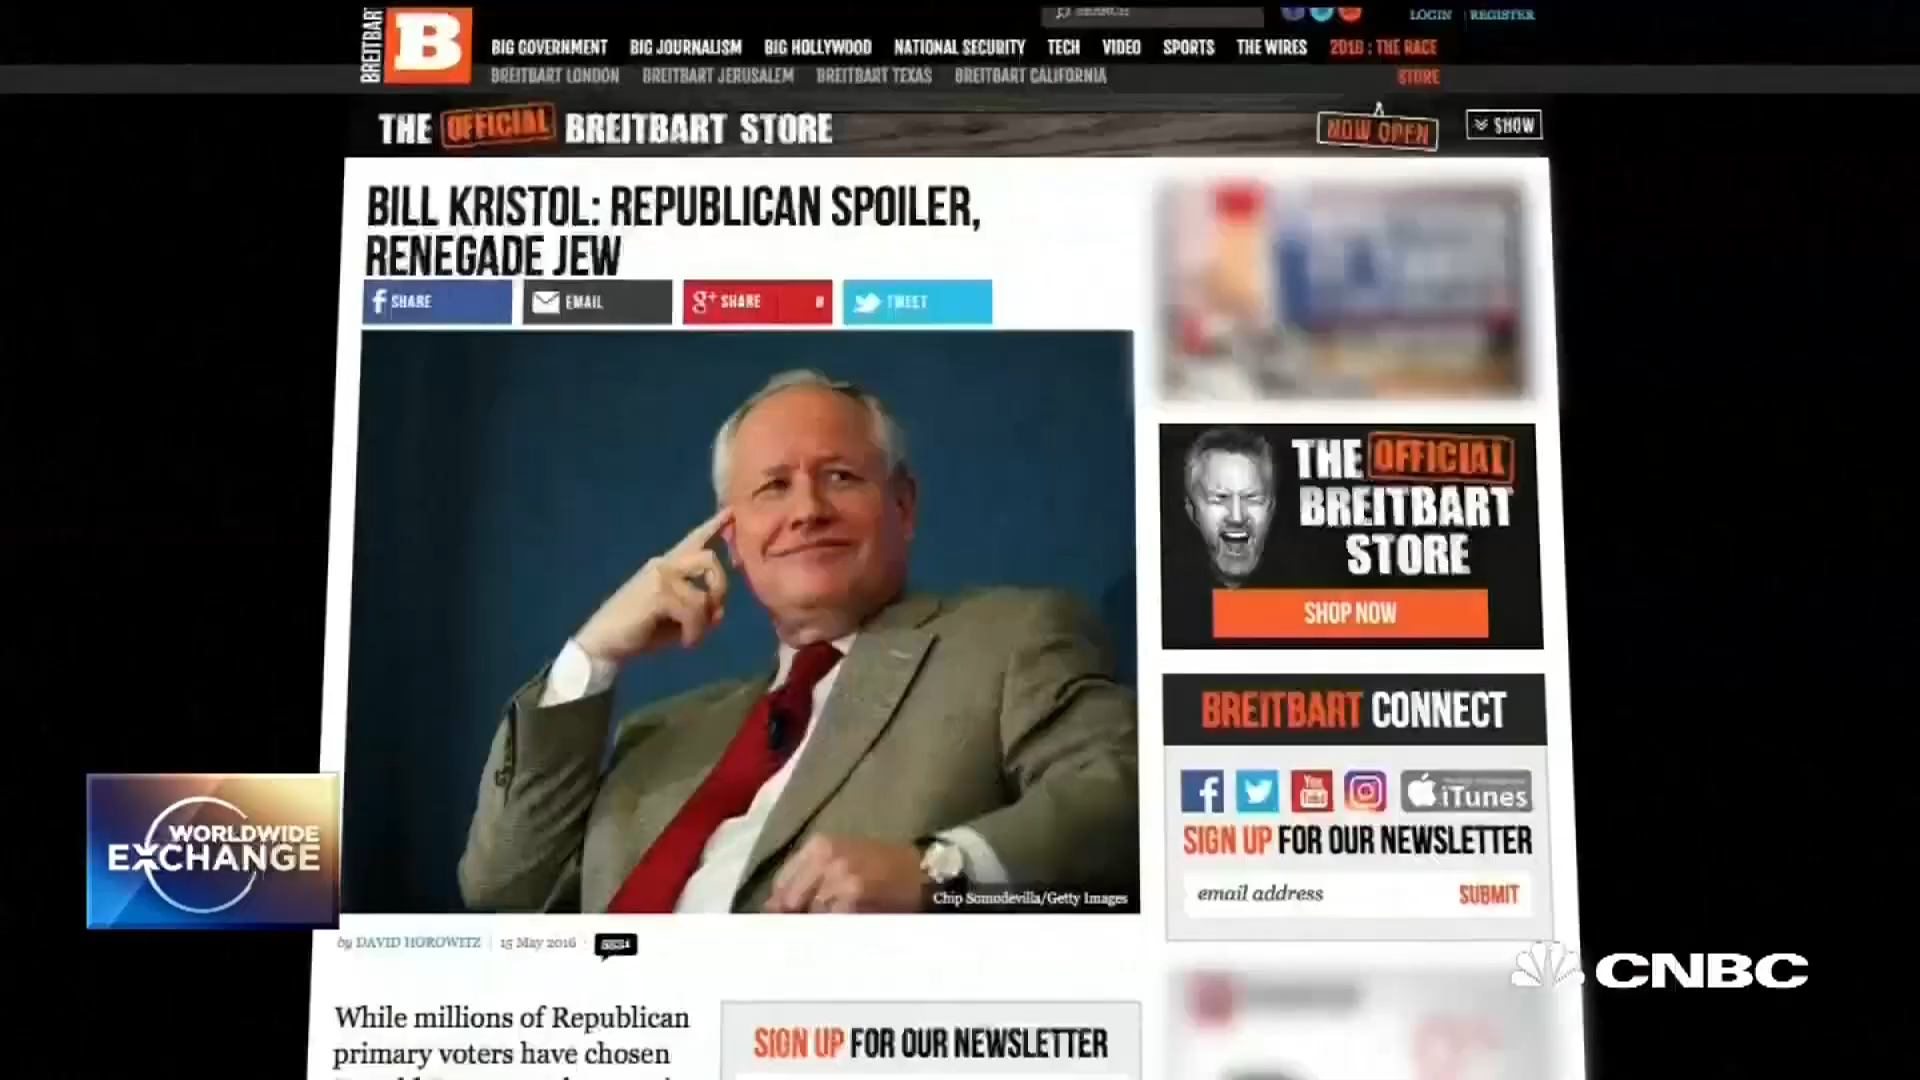 BREITBART
B
SEARCH
LOGIN | REGISTER
BIG GOVERNMENT BIG JOURNALISM BIG HOLLYWOOD NATIONAL SECURITY TECH VIDEO SPORTS THE WIRES 2016 : THE RACE
BREITBART LONDON BREITBART JERUSALEM BREITBART TEXAS BREITBART CALIFORNIA STORE
THE OFFICIAL BREITBART STORE
NOW OPEN
SHOW
BILL KRISTOL: REPUBLICAN SPOILER,
RENEGADE JEW
f SHARE
EMAIL
g+ SHARE
TWEET
Chip Somodevilla/Getty Images
by DAVID HOROWITZ | 15 May 2016
While millions of Republican
primary voters have chosen
SIGN UP FOR OUR NEWSLETTER
THE OFFICIAL
BREITBART
STORE
SHOP NOW
BREITBART CONNECT
f
You
Tube
iTunes
SIGN UP FOR OUR NEWSLETTER
email address
SUBMIT
WORLDWIDE
EXCHANGE
CNBC